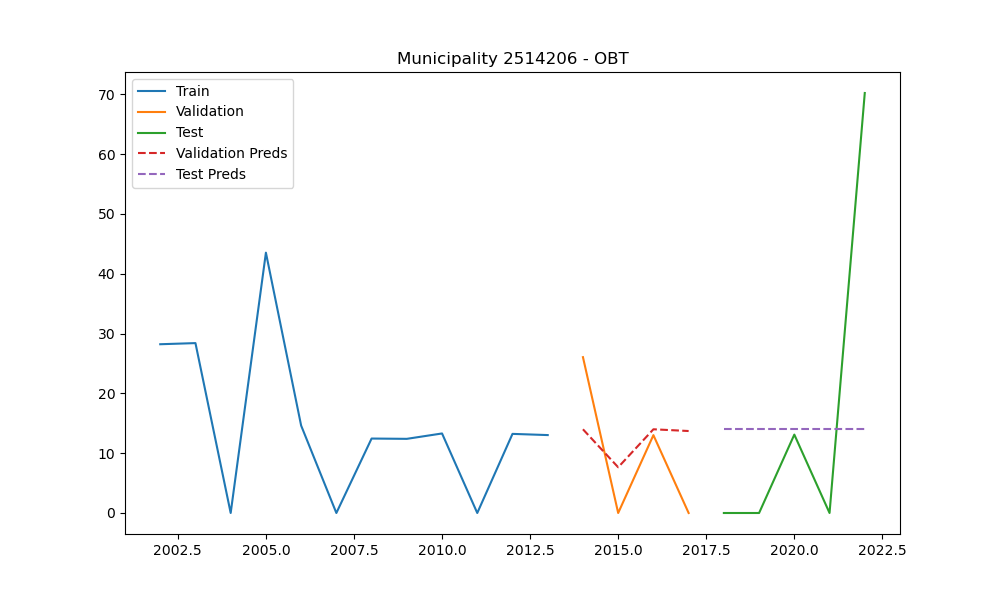 Municipality 2514206 - OBT
Train
Validation
Test
Validation Preds
Test Preds
70
60
50
40
30
20
10
0
2002.5 2005.0 2007.5 2010.0 2012.5 2015.0 2017.5 2020.0 2022.5